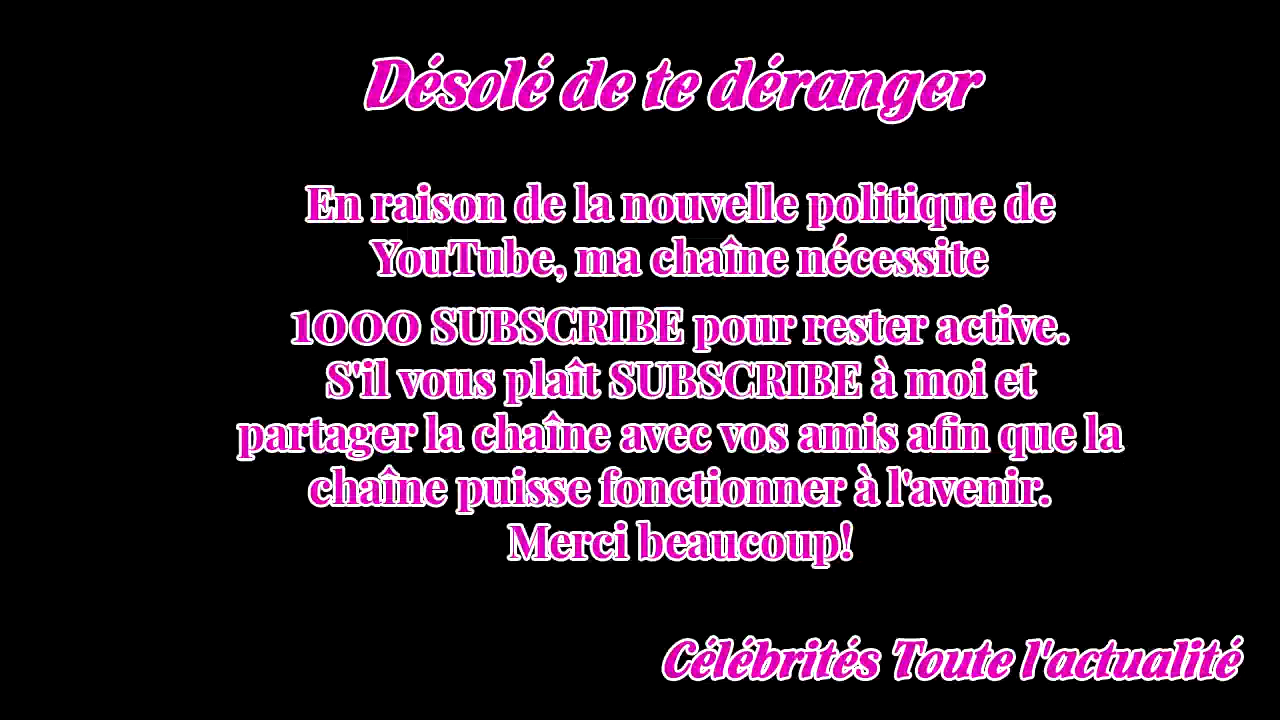 Désolé de te déranger
En raison de la nouvelle politique de
YouTube, ma chaîne nécessite
1000 SUBSCRIBE pour rester active.
S'il vous plaît SUBSCRIBE à moi et
partager la chaîne avec vos amis afin que la
chaîne puisse fonctionner à l'avenir.
Merci beaucoup!
Célébrités Toute l'actualité